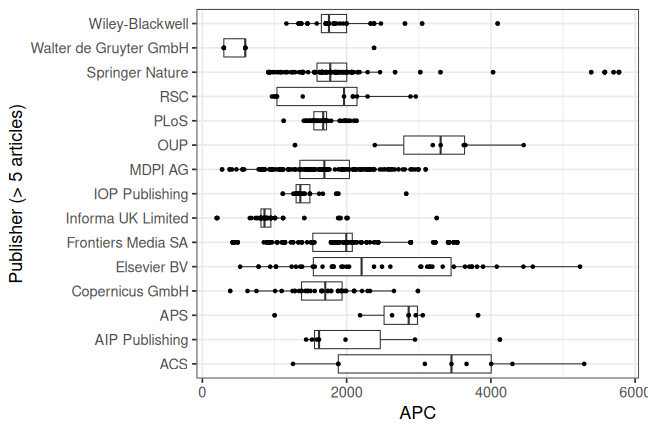 Publisher (> 5 articles)
Wiley-Blackwell
Walter de Gruyter GmbH
Springer Nature
RSC
PLoS
OUP
MDPI AG
IOP Publishing
Informa UK Limited
Frontiers Media SA
Elsevier BV
Copernicus GmbH
APS
AIP Publishing
ACS
0 2000 4000 6000
APC